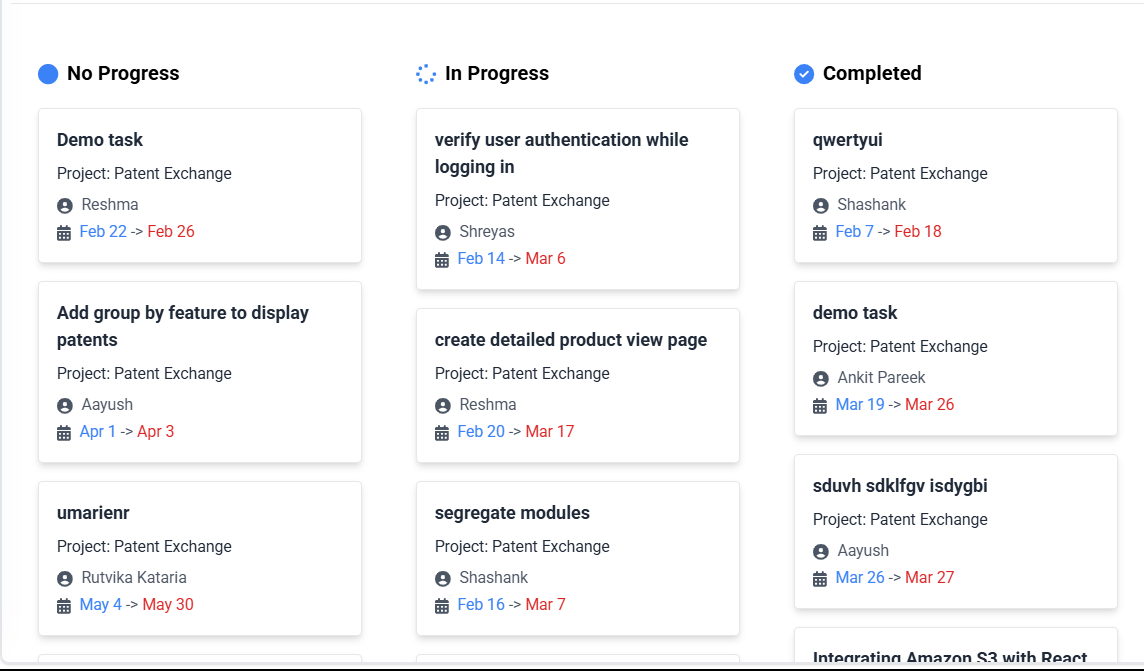 No Progress
Demo task
Project: Patent Exchange
Reshma
Feb 22 -> Feb 26
Add group by feature to display
patents
Project: Patent Exchange
Aayush
Apr 1 -> Apr 3
umarienr
Project: Patent Exchange
Rutvika Kataria
May 4 -> May 30
In Progress
verify user authentication while
logging in
Project: Patent Exchange
Shreyas
Feb 14 -> Mar 6
create detailed product view page
Project: Patent Exchange
Reshma
Feb 20 -> Mar 17
segregate modules
Project: Patent Exchange
Shashank
Feb 16 -> Mar 7
Completed
qwertyui
Project: Patent Exchange
Shashank
Feb 7 -> Feb 18
demo task
Project: Patent Exchange
Ankit Pareek
Mar 19 -> Mar 26
sduvh sdklfgv isdygbi
Project: Patent Exchange
Aayush
Mar 26 -> Mar 27
Integrating Amazon S3 with React